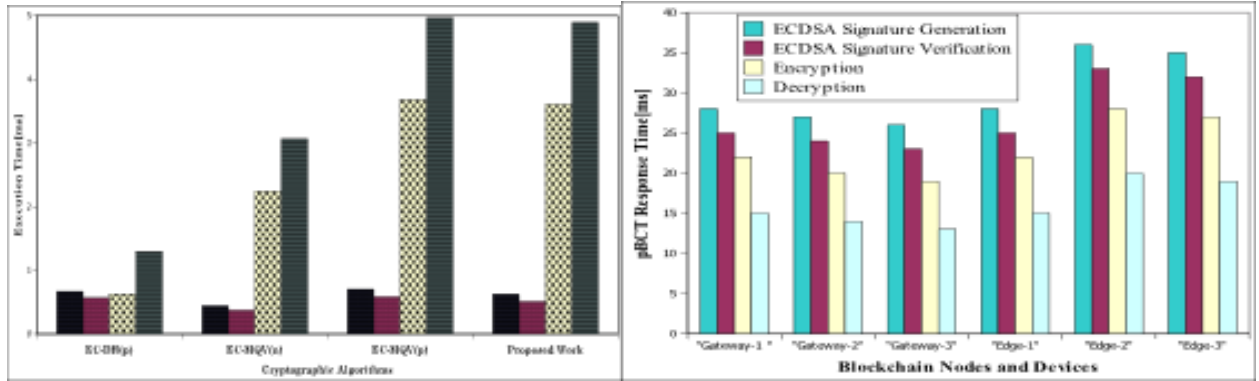 Execution Time[ms]
5
4
3
2
1
0
EC-DH(p)
EC-MQV(n)
EC-MQV(p)
Proposed Work
Cryptographic Algorithms
ECDSA Signature Generation
ECDSA Signature Verification
Encryption
Decryption
pBCT Response Time[ms]
40
35
30
25
20
15
10
5
0
"Gateway-1 "
"Gateway-2"
"Gateway-3"
"Edge-1"
"Edge-2"
"Edge-3"
Blockchain Nodes and Devices